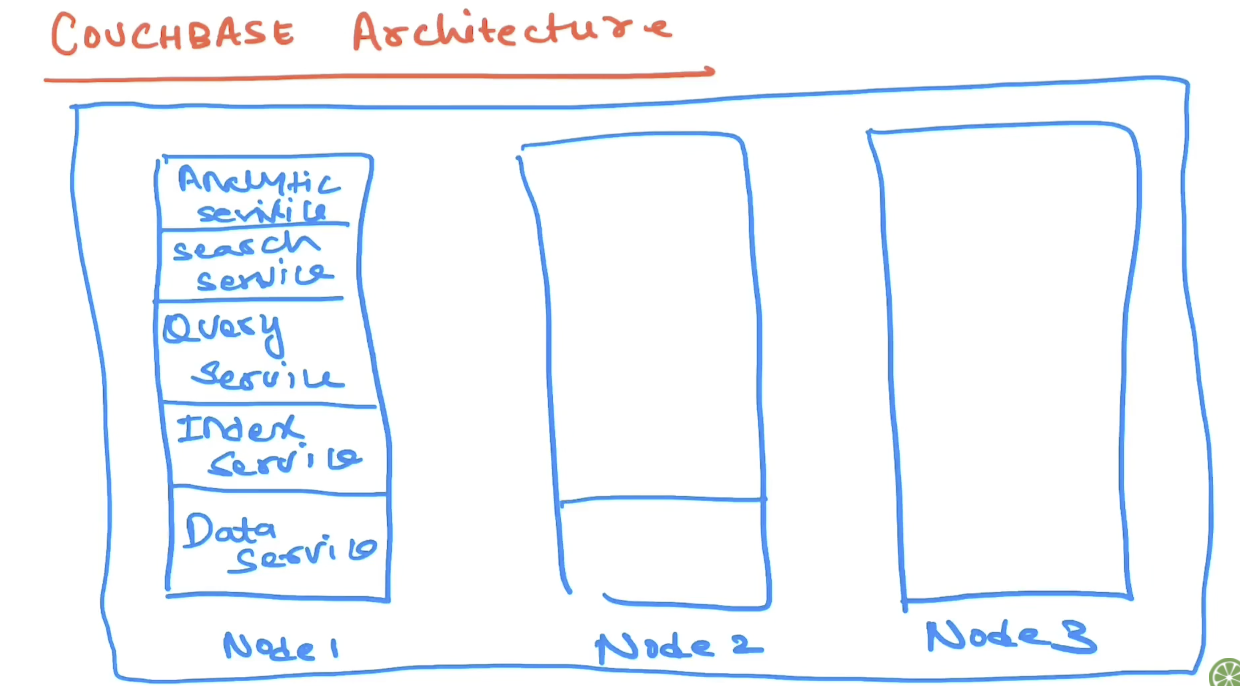 COUCHBASE Architecture
Analytic
service
search
service
Query
service
Index
service
Data
service
Node 1
Node 2
Node 3